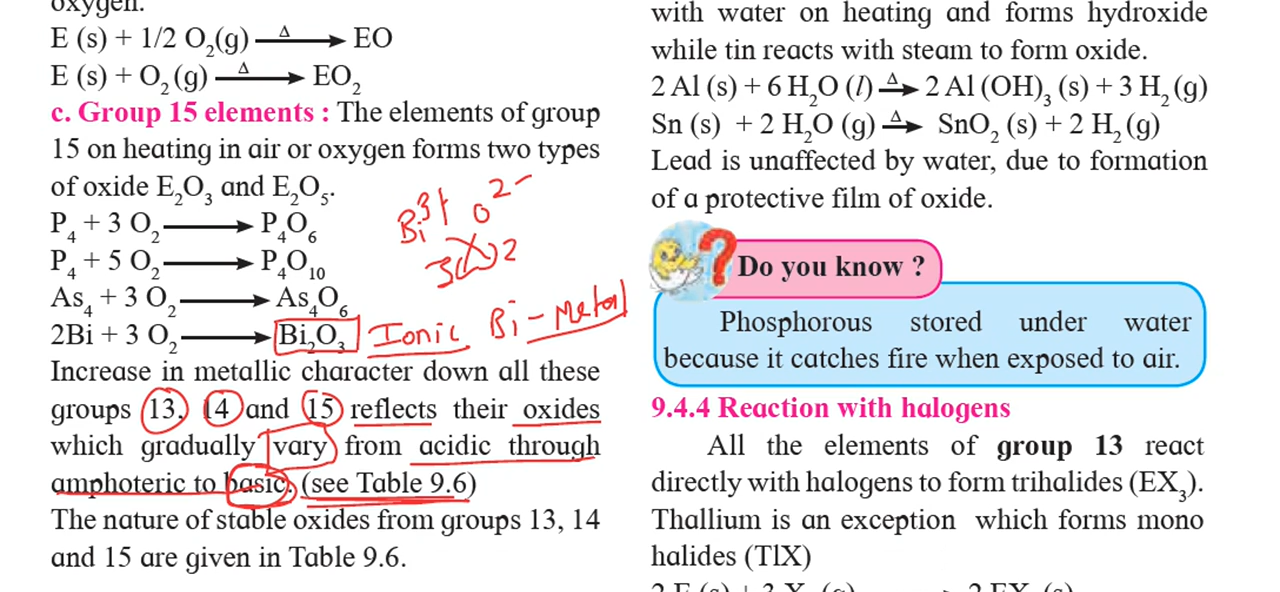 oxygen.
E (s) + 1/2 O₂(g) —Δ→ EO
E (s) + O₂ (g) —Δ→ EO₂
c. Group 15 elements : The elements of group
15 on heating in air or oxygen forms two types
of oxide E₂O₃ and E₂O₅.
P₄ + 3 O₂ → P₄O₆
P₄ + 5 O₂ → P₄O₁₀
As₄ + 3 O₂ → As₄O₆
2Bi + 3 O₂ → Bi₂O₃
Bi³⁺ O²⁻
3 2
Ionic Bi - Metal
Increase in metallic character down all these
groups 13, 14 and 15 reflects their oxides
which gradually vary from acidic through
amphoteric to basic. (see Table 9.6)
The nature of stable oxides from groups 13, 14
and 15 are given in Table 9.6.
with water on heating and forms hydroxide
while tin reacts with steam to form oxide.
2 Al (s) + 6 H₂O (l) —Δ→ 2 Al (OH)₃ (s) + 3 H₂ (g)
Sn (s) + 2 H₂O (g) —Δ→ SnO₂ (s) + 2 H₂ (g)
Lead is unaffected by water, due to formation
of a protective film of oxide.
Do you know ?
Phosphorous stored under water
because it catches fire when exposed to air.
9.4.4 Reaction with halogens
All the elements of group 13 react
directly with halogens to form trihalides (EX₃).
Thallium is an exception which forms mono
halides (TlX)